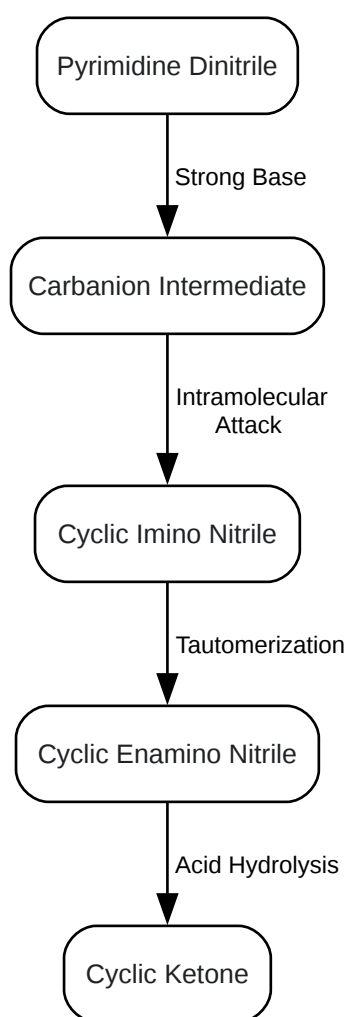 Pyrimidine Dinitrile
Strong Base
Carbanion Intermediate
Intramolecular
Attack
Cyclic Imino Nitrile
Tautomerization
Cyclic Enamino Nitrile
Acid Hydrolysis
Cyclic Ketone